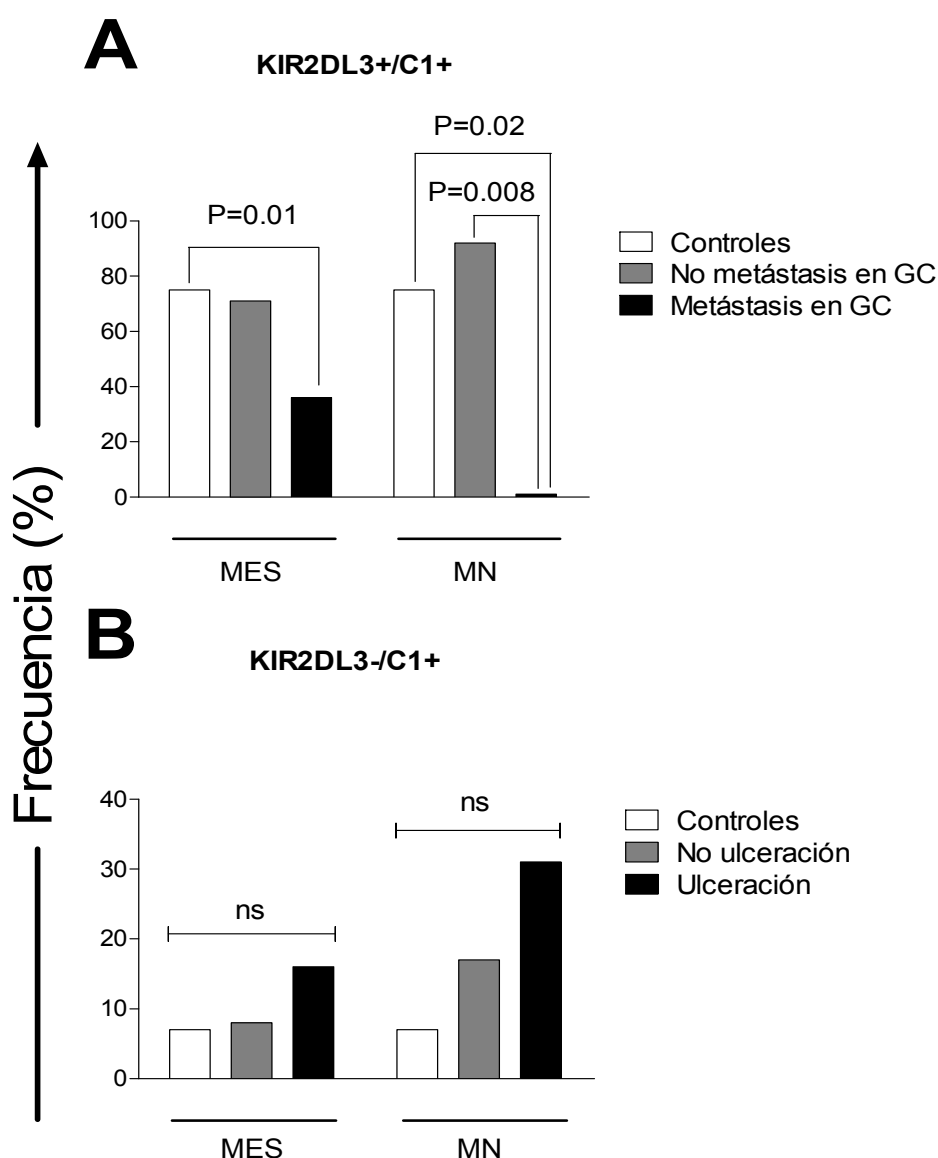 A
KIR2DL3+/C1+
P=0.02
P=0.008
P=0.01
100
80
60
40
20
0
Controles
No metástasis en GC
Metástasis en GC
MES
MN
Frecuencia (%)
B
KIR2DL3-/C1+
40
30
20
10
0
ns
ns
Controles
No ulceración
Ulceración
MES
MN